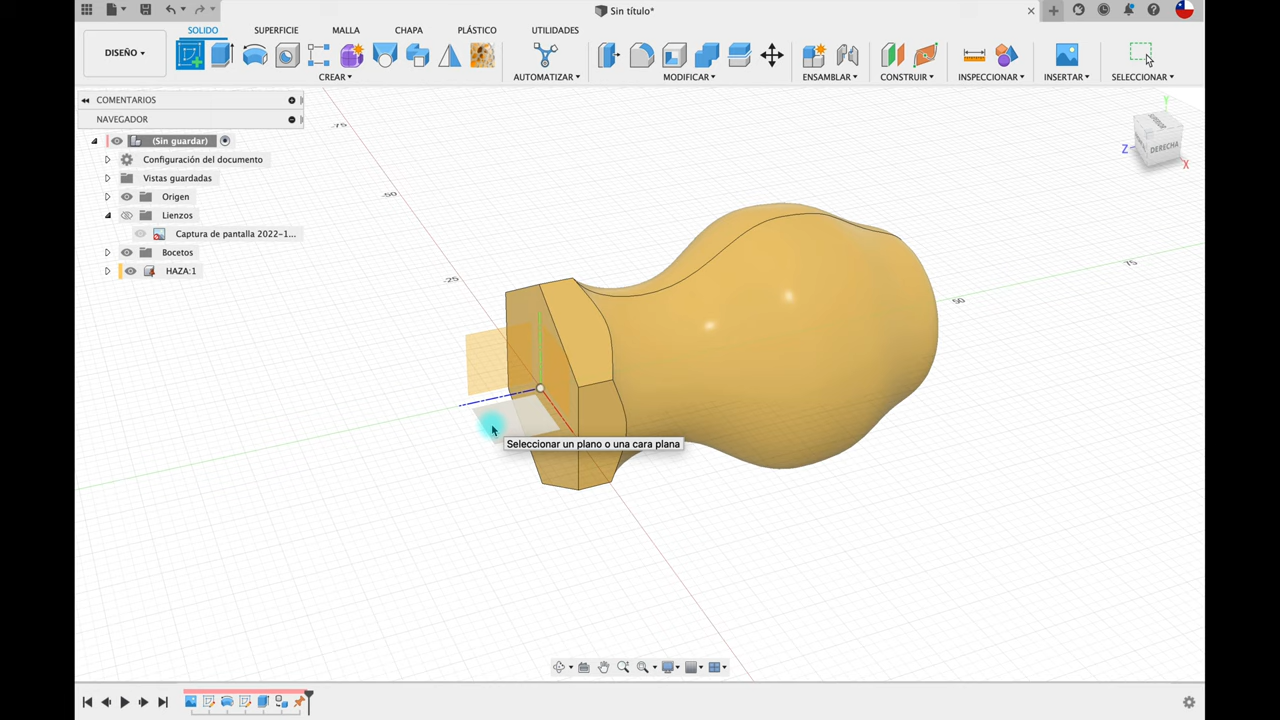 Sin título*
SOLIDO
SUPERFICIE
MALLA
CHAPA
PLÁSTICO
UTILIDADES
DISEÑO
CREAR
AUTOMATIZAR
MODIFICAR
ENSAMBLAR
CONSTRUIR
INSPECCIONAR
INSERTAR
SELECCIONAR
COMENTARIOS
NAVEGADOR
(Sin guardar)
Configuración del documento
Vistas guardadas
Origen
Lienzos
Captura de pantalla 2022-1...
Bocetos
HAZA:1
-75
-50
-25
50
75
Y
Z
X
DERECHA
Seleccionar un plano o una cara plana